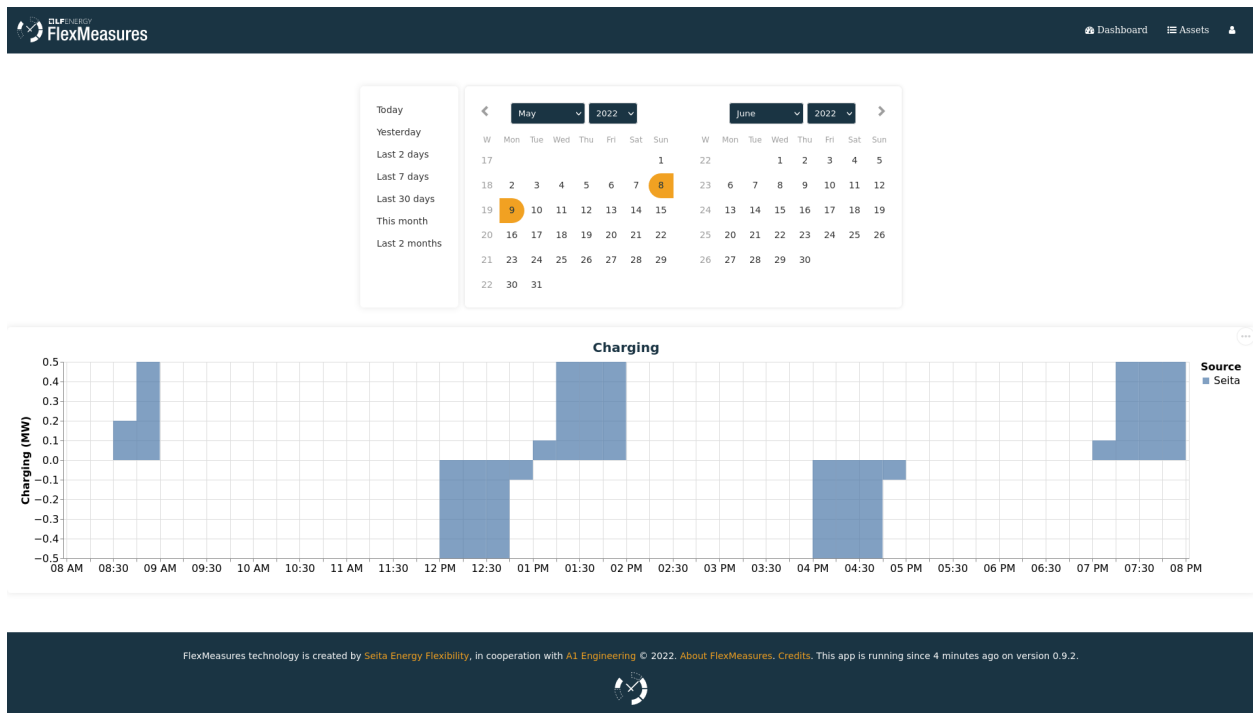 LFENERGY
FlexMeasures
Dashboard Assets
Today
Yesterday
Last 2 days
Last 7 days
Last 30 days
This month
Last 2 months
May 2022
W Mon Tue Wed Thu Fri Sat Sun
17 1
18 2 3 4 5 6 7 8
19 9 10 11 12 13 14 15
20 16 17 18 19 20 21 22
21 23 24 25 26 27 28 29
22 30 31
June 2022
W Mon Tue Wed Thu Fri Sat Sun
22 1 2 3 4 5
23 6 7 8 9 10 11 12
24 13 14 15 16 17 18 19
25 20 21 22 23 24 25 26
26 27 28 29 30
Charging
Charging (MW)
0.5
0.4
0.3
0.2
0.1
0.0
−0.1
−0.2
−0.3
−0.4
−0.5
08 AM 08:30 09 AM 09:30 10 AM 10:30 11 AM 11:30 12 PM 12:30 01 PM 01:30 02 PM 02:30 03 PM 03:30 04 PM 04:30 05 PM 05:30 06 PM 06:30 07 PM 07:30 08 PM
Source
Seita
FlexMeasures technology is created by Seita Energy Flexibility, in cooperation with A1 Engineering © 2022. About FlexMeasures. Credits. This app is running since 4 minutes ago on version 0.9.2.